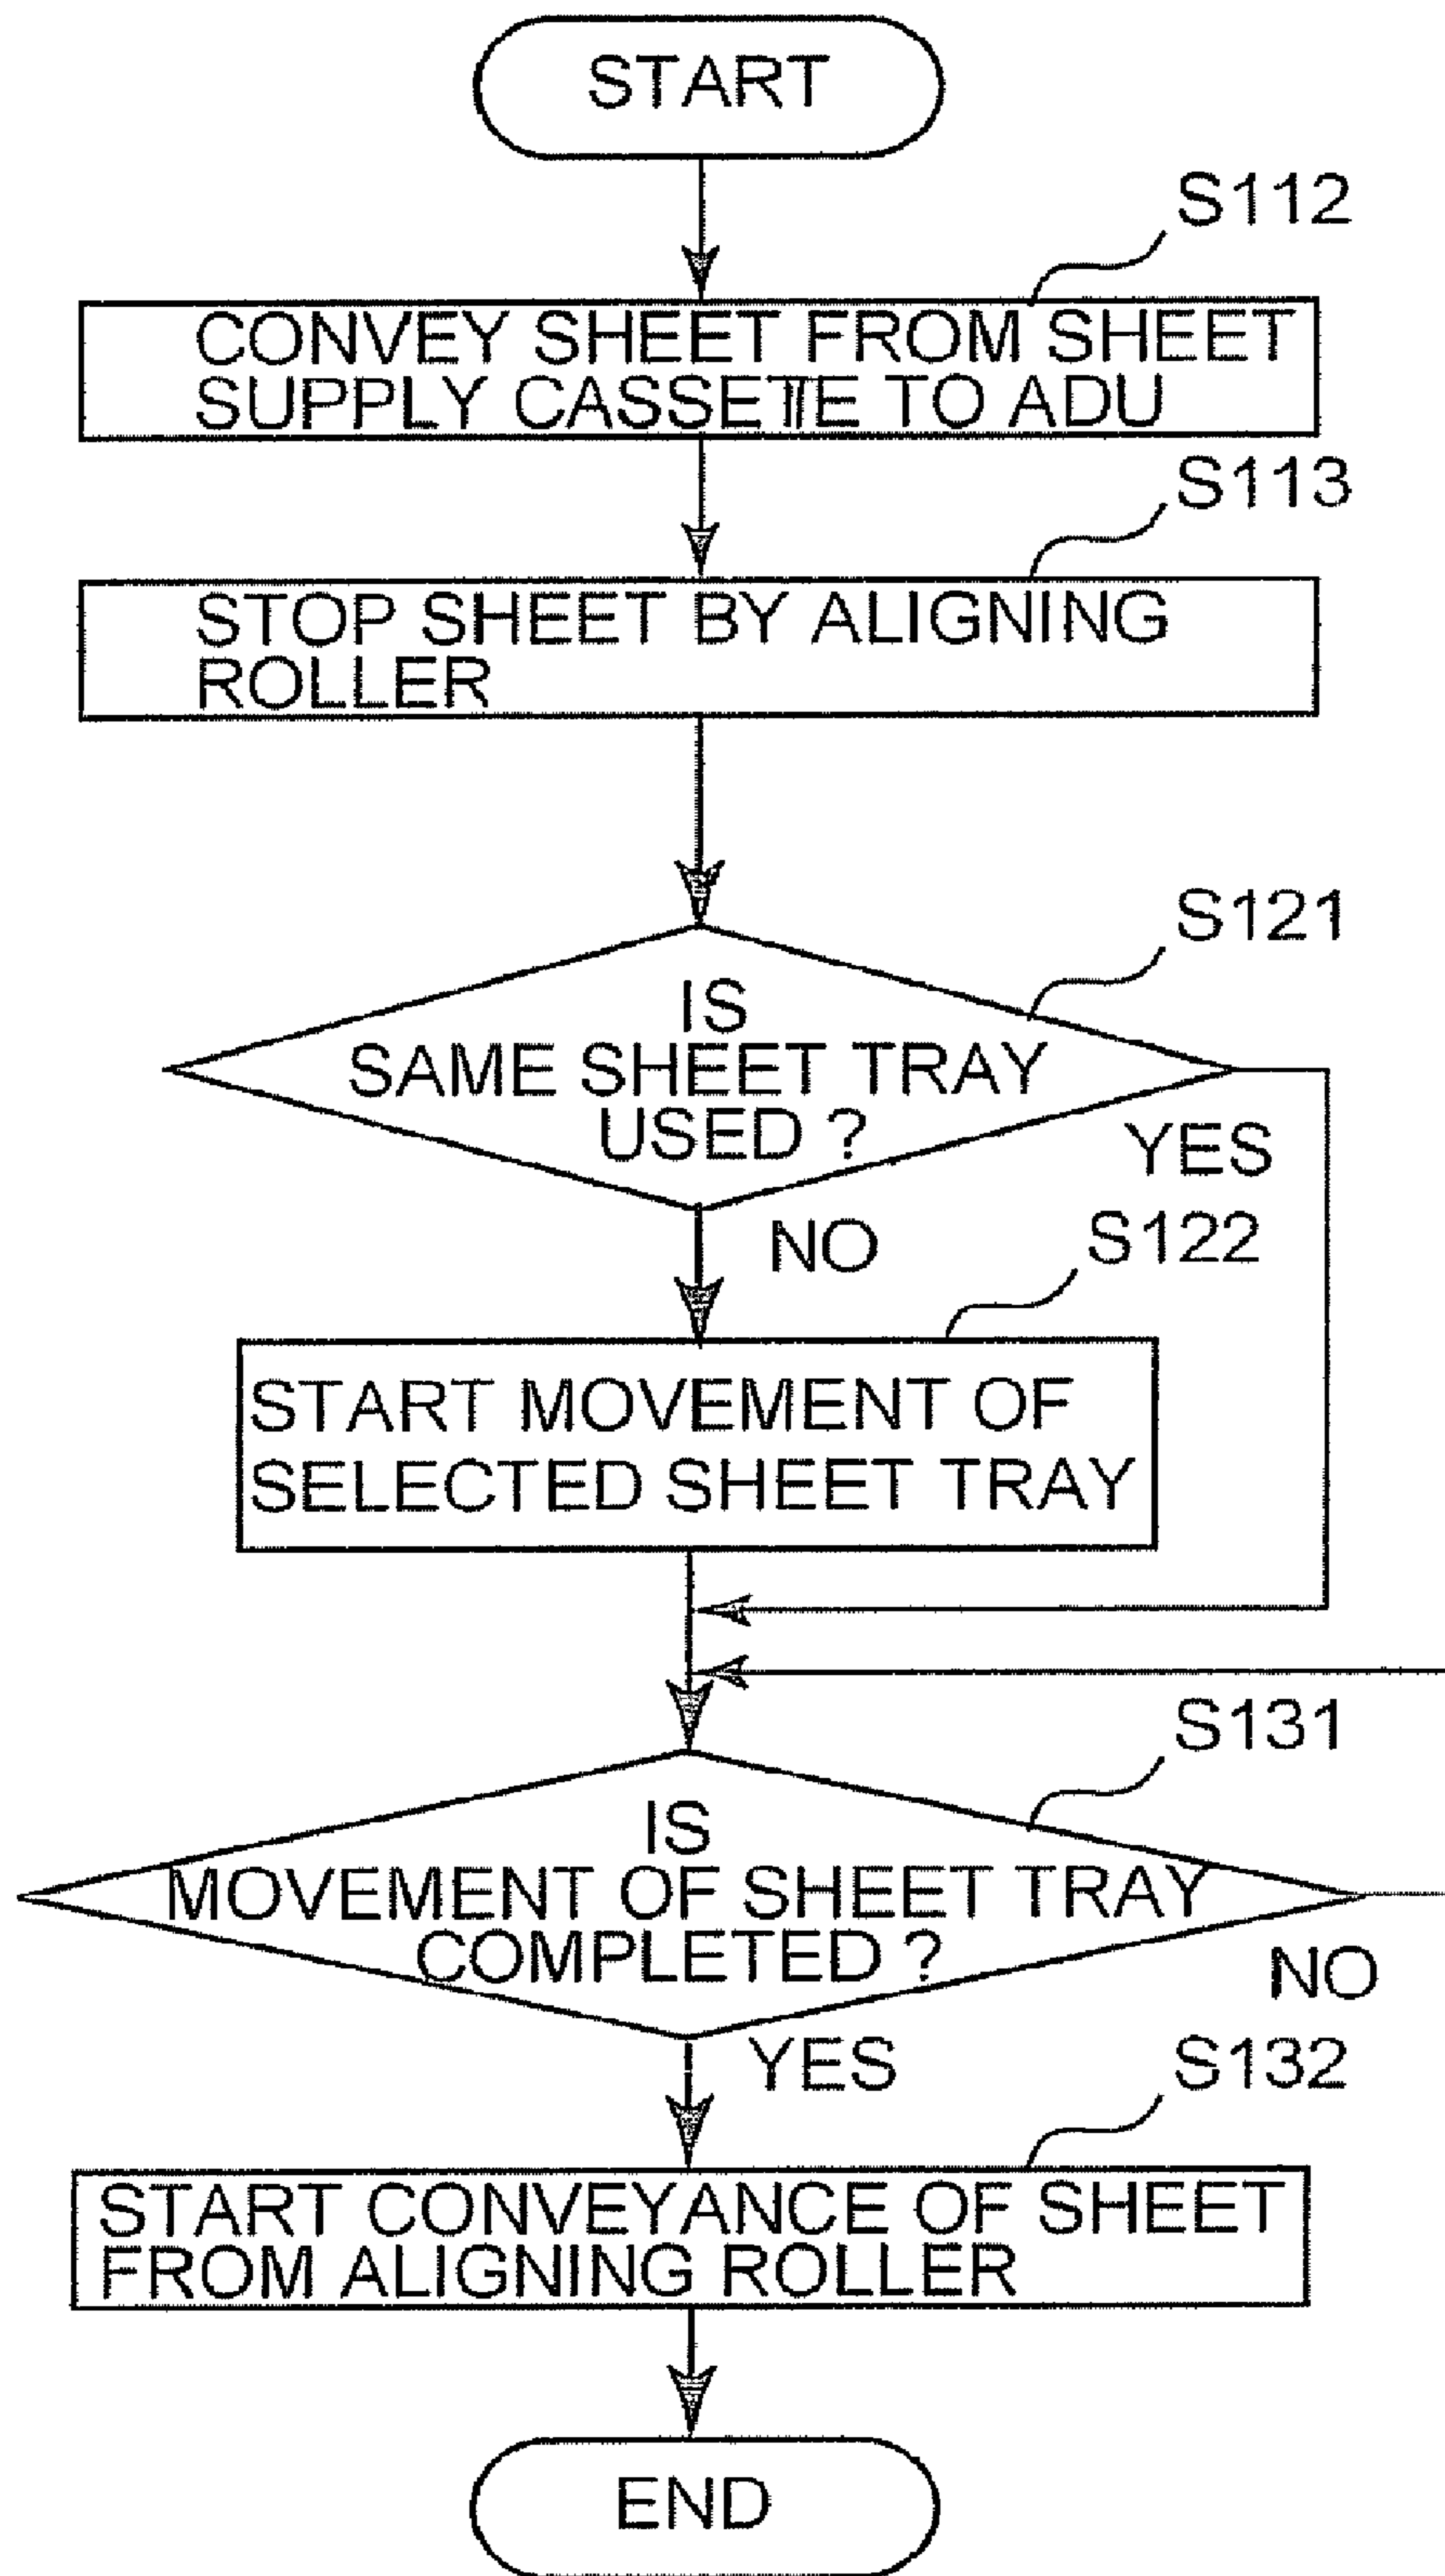 START
S112
CONVEY SHEET FROM SHEET
SUPPLY CASSETTE TO ADU
S113
STOP SHEET BY ALIGNING
ROLLER
S121
IS
SAME SHEET TRAY
USED ?
YES
NO
S122
START MOVEMENT OF
SELECTED SHEET TRAY
S131
IS
MOVEMENT OF SHEET TRAY
COMPLETED ?
NO
YES
S132
START CONVEYANCE OF SHEET
FROM ALIGNING ROLLER
END